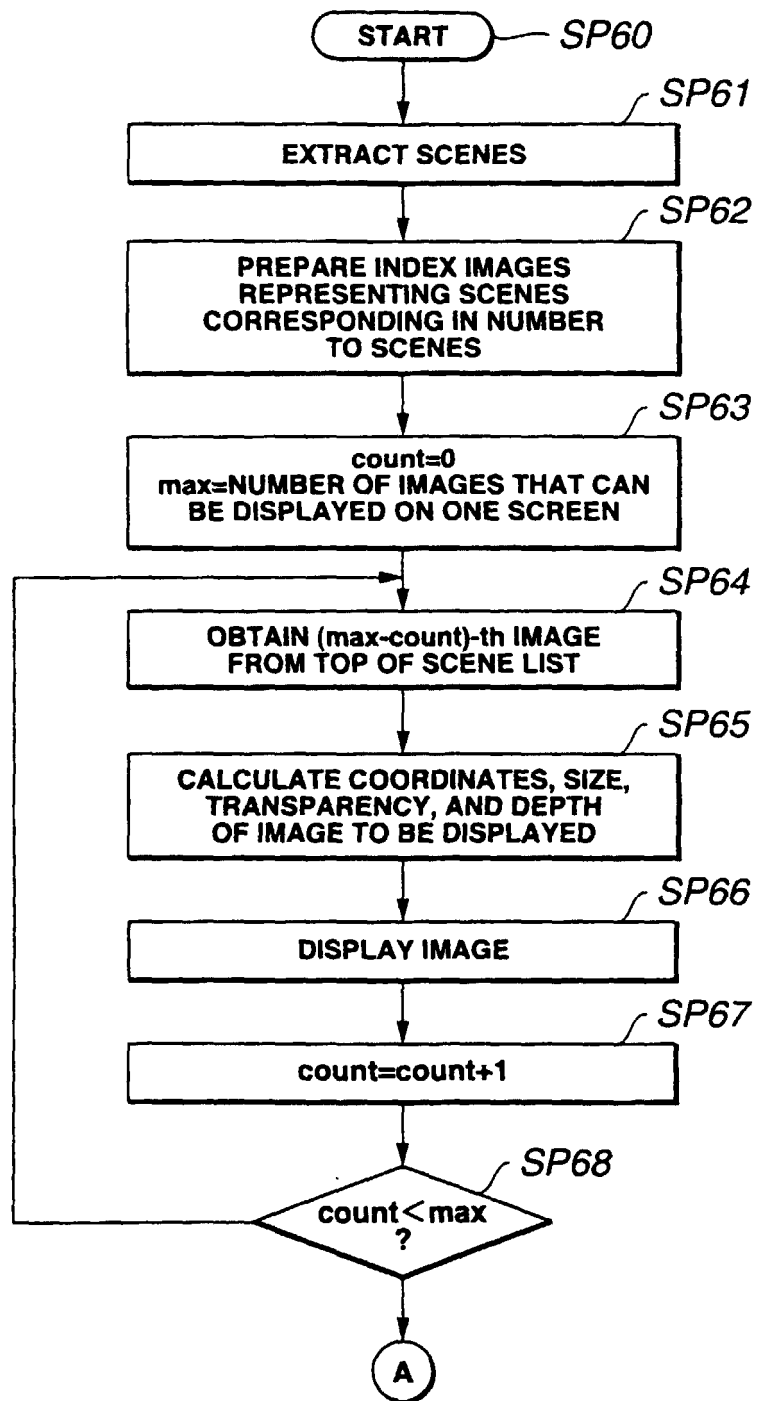 START
SP60
SP61
EXTRACT SCENES
SP62
PREPARE INDEX IMAGES
REPRESENTING SCENES
CORRESPONDING IN NUMBER
TO SCENES
SP63
count=0
max=NUMBER OF IMAGES THAT CAN
BE DISPLAYED ON ONE SCREEN
SP64
OBTAIN (max-count)-th IMAGE
FROM TOP OF SCENE LIST
SP65
CALCULATE COORDINATES, SIZE,
TRANSPARENCY, AND DEPTH
OF IMAGE TO BE DISPLAYED
SP66
DISPLAY IMAGE
SP67
count=count+1
SP68
count<max
?
A